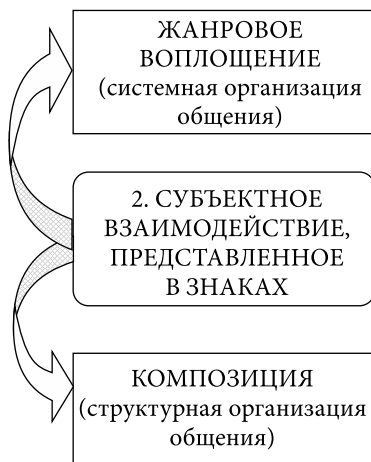 ЖАНРОВОЕ
ВОПЛОЩЕНИЕ
(системная организация
общения)
2. СУБЪЕКТНОЕ
ВЗАИМОДЕЙСТВИЕ,
ПРЕДСТАВЛЕННОЕ
В ЗНАКАХ
КОМПОЗИЦИЯ
(структурная организация
общения)